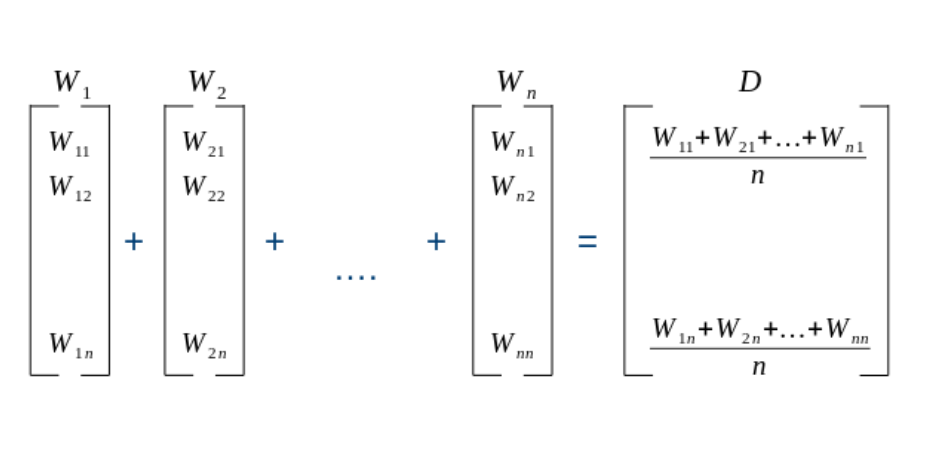 W₁ W₂ Wₙ D
W₁₁ W₂₁ Wₙ₁ W₁₁+W₂₁+...+Wₙ₁
n
W₁₂ W₂₂ Wₙ₂
+ + .... + =
W₁ₙ W₂ₙ Wₙₙ W₁ₙ+W₂ₙ+...+Wₙₙ
n